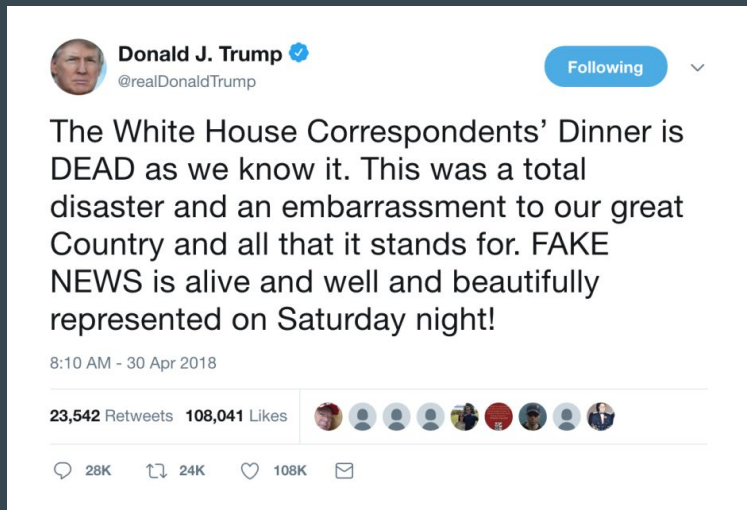 Donald J. Trump
@realDonaldTrump
Following
The White House Correspondents’ Dinner is
DEAD as we know it. This was a total
disaster and an embarrassment to our great
Country and all that it stands for. FAKE
NEWS is alive and well and beautifully
represented on Saturday night!
8:10 AM - 30 Apr 2018
23,542 Retweets 108,041 Likes
28K 24K 108K